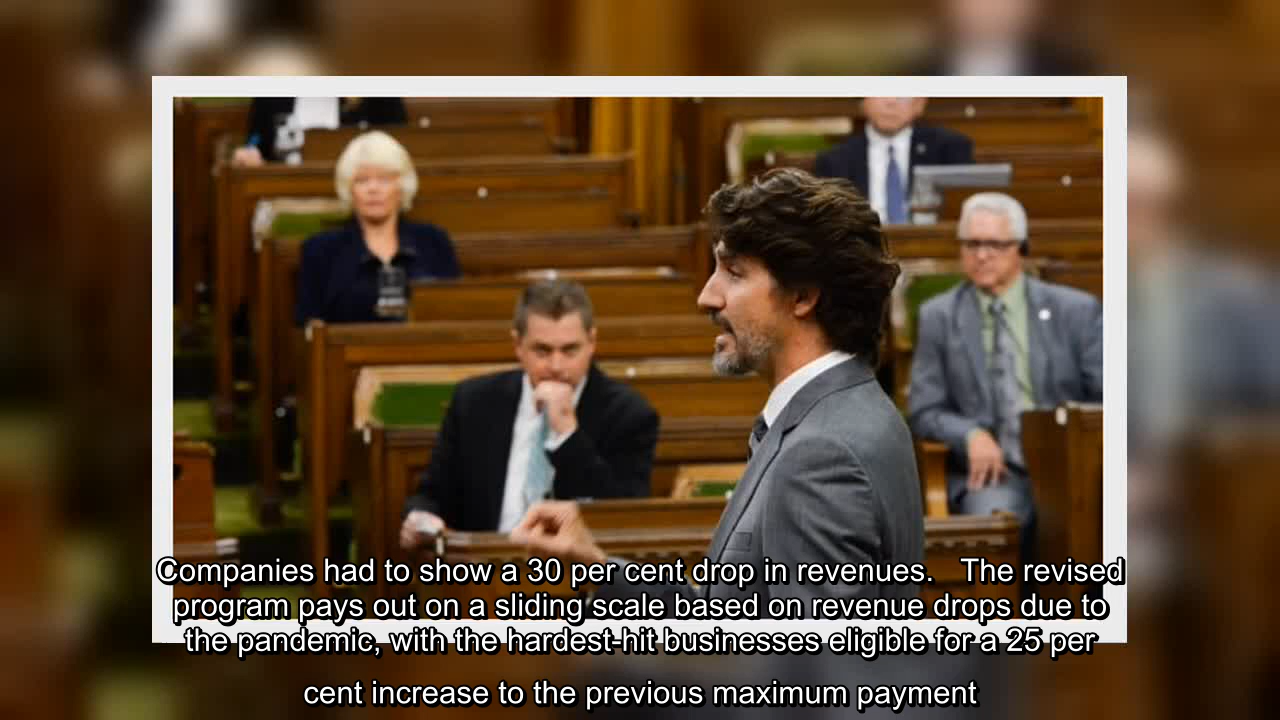 Companies had to show a 30 per cent drop in revenues.   The revised
program pays out on a sliding scale based on revenue drops due to
the pandemic, with the hardest-hit businesses eligible for a 25 per
cent increase to the previous maximum payment